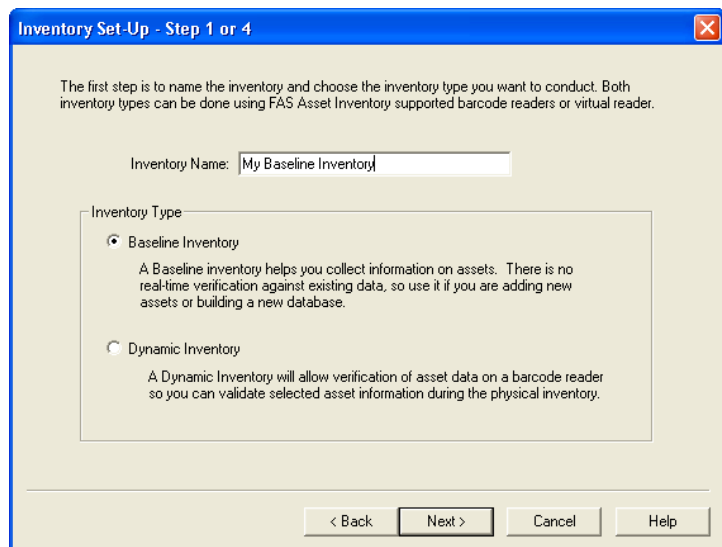 Inventory Set-Up - Step 1 or 4
The first step is to name the inventory and choose the inventory type you want to conduct. Both
inventory types can be done using FAS Asset Inventory supported barcode readers or virtual reader.
Inventory Name: My Baseline Inventory
Inventory Type
Baseline Inventory
A Baseline inventory helps you collect information on assets. There is no
real-time verification against existing data, so use it if you are adding new
assets or building a new database.
Dynamic Inventory
A Dynamic Inventory will allow verification of asset data on a barcode reader
so you can validate selected asset information during the physical inventory.
< Back Next > Cancel Help